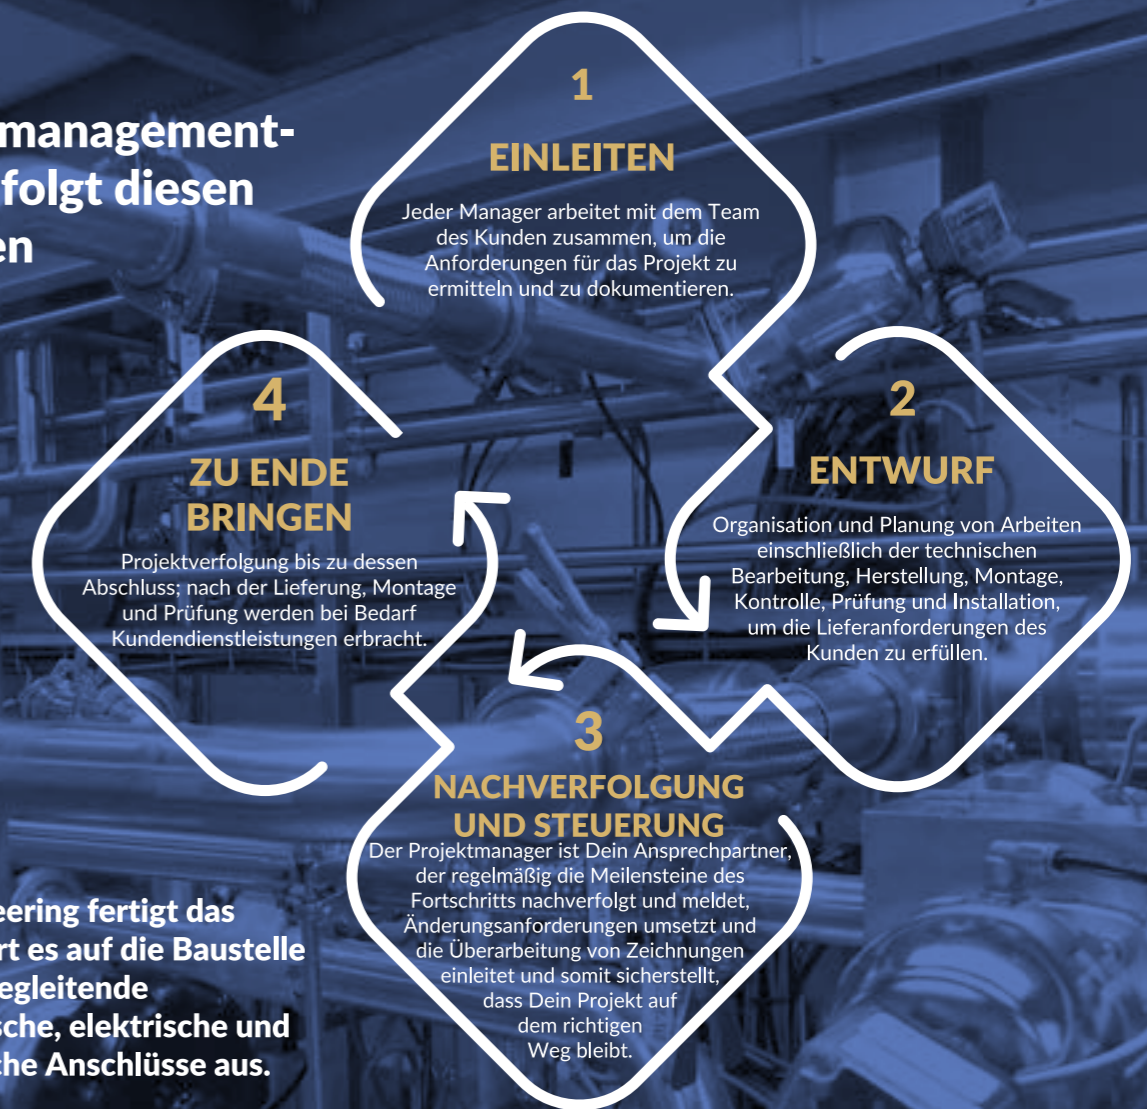 management-
folgt diesen
1
EINLEITEN
Jeder Manager arbeitet mit dem Team
des Kunden zusammen, um die
Anforderungen für das Projekt zu
ermitteln und zu dokumentieren.
2
ENTWURF
Organisation und Planung von Arbeiten
einschließlich der technischen
Bearbeitung, Herstellung, Montage,
Kontrolle, Prüfung und Installation,
um die Lieferanforderungen des
Kunden zu erfüllen.
3
NACHVERFOLGUNG
UND STEUERUNG
Der Projektmanager ist Dein Ansprechpartner,
der regelmäßig die Meilensteine des
Fortschritts nachverfolgt und meldet,
Änderungsanforderungen umsetzt und
die Überarbeitung von Zeichnungen
einleitet und somit sicherstellt,
dass Dein Projekt auf
dem richtigen
Weg bleibt.
4
ZU ENDE
BRINGEN
Projektverfolgung bis zu dessen
Abschluss; nach der Lieferung, Montage
und Prüfung werden bei Bedarf
Kundendienstleistungen erbracht.
eering fertigt das
rt es auf die Baustelle
egleitende
sche, elektrische und
che Anschlüsse aus.